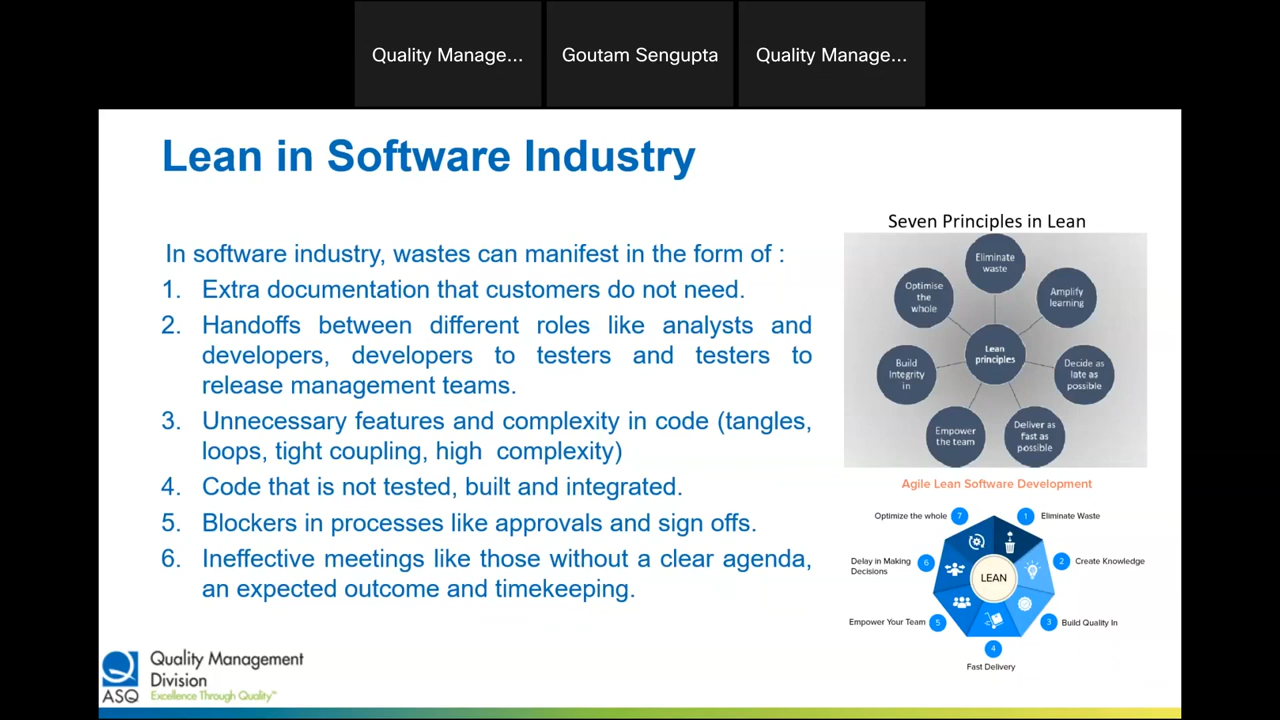 Quality Manage...
Goutam Sengupta
Quality Manage...
Lean in Software Industry
In software industry, wastes can manifest in the form of :
1. Extra documentation that customers do not need.
2. Handoffs between different roles like analysts and
developers, developers to testers and testers to
release management teams.
3. Unnecessary features and complexity in code (tangles,
loops, tight coupling, high complexity)
4. Code that is not tested, built and integrated.
5. Blockers in processes like approvals and sign offs.
6. Ineffective meetings like those without a clear agenda,
an expected outcome and timekeeping.
Seven Principles in Lean
Eliminate
waste
Amplify
learning
Decide as
late as
possible
Deliver as
fast as
possible
Empower
the team
Build
Integrity
in
Optimise
the
whole
Lean
principles
Agile Lean Software Development
1 Eliminate Waste
2 Create Knowledge
3 Build Quality In
4
Fast Delivery
Empower Your Team 5
Delay in Making
Decisions 6
Optimize the whole 7
LEAN
ASQ
Quality Management
Division
Excellence Through Quality™